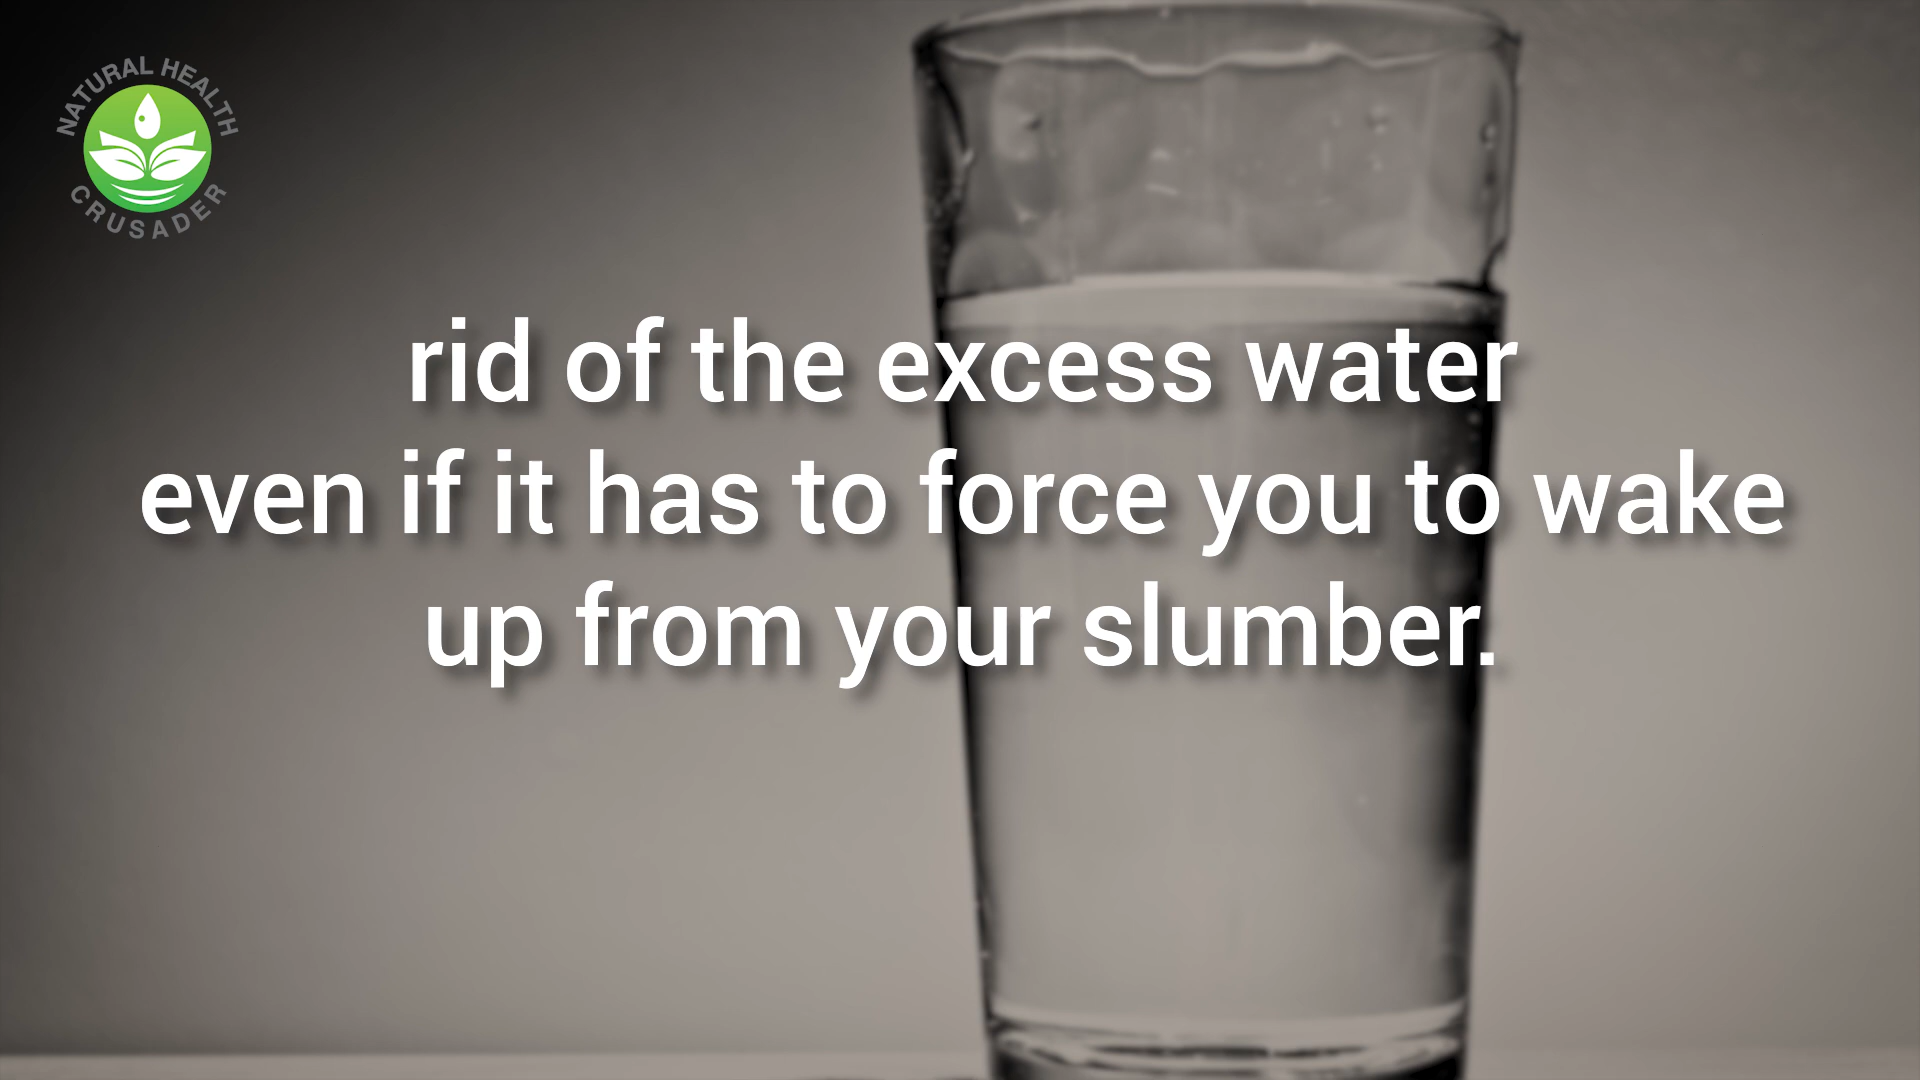 NATURAL HEALTH
CRUSADER
rid of the excess water
even if it has to force you to wake
up from your slumber.